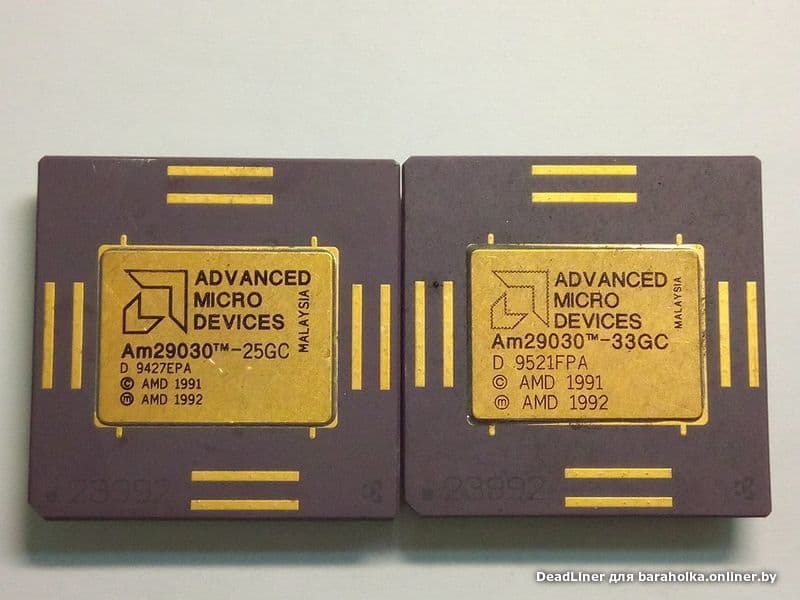 ADVANCED
MICRO
DEVICES
MALAYSIA
Am29030™-25GC
D 9427EPA
© AMD 1991
ⓜ AMD 1992
23992
ADVANCED
MICRO
DEVICES
MALAYSIA
Am29030™-33GC
D 9521FPA
© AMD 1991
ⓜ AMD 1992
23992
DeadLiner для baraholka.onliner.by